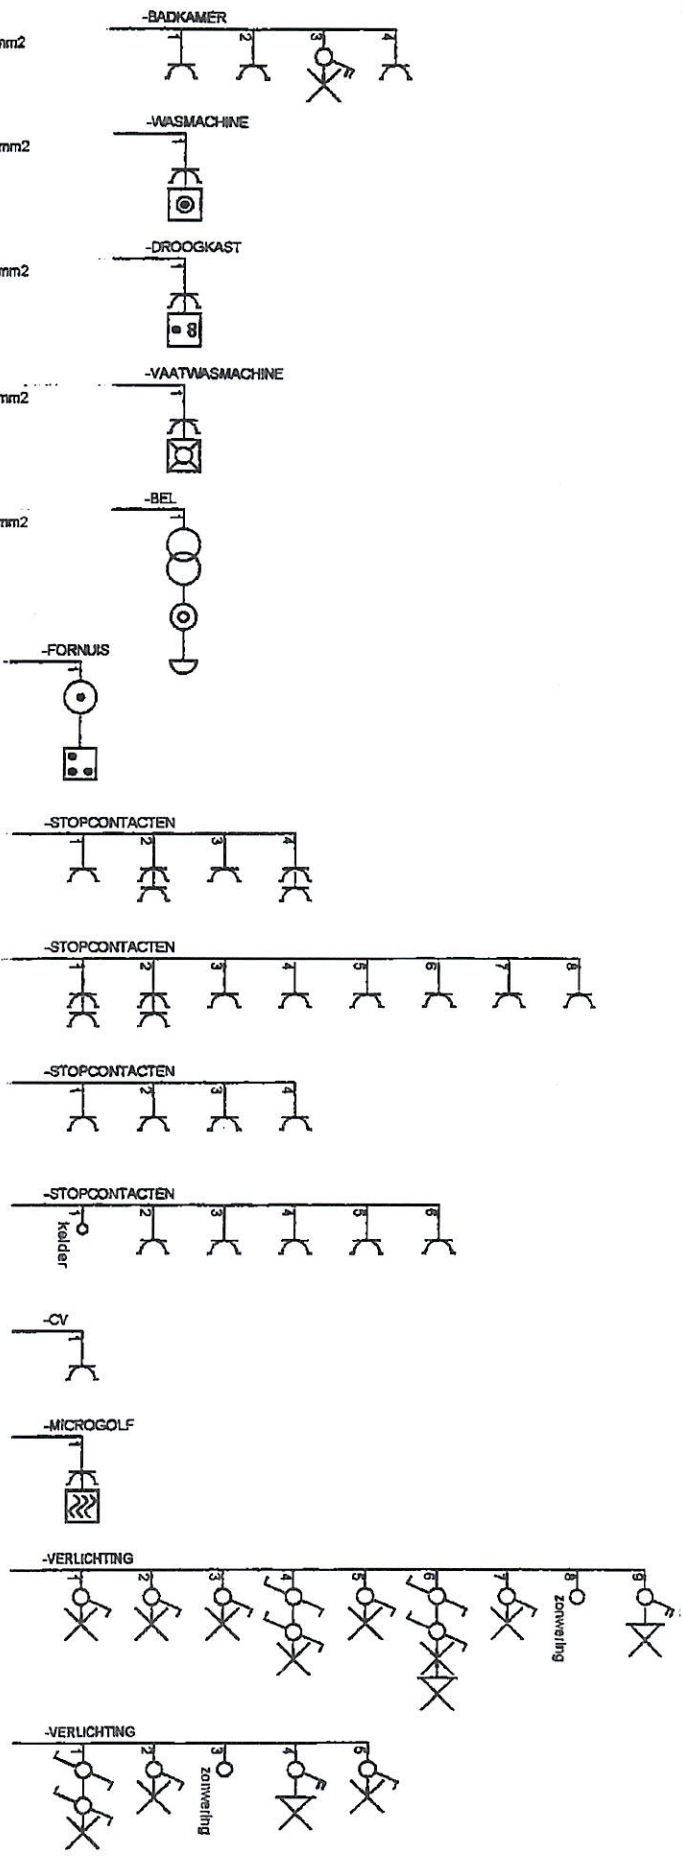 -BADKAMER
mm2
1 2 3 4
-WASMACHINE
mm2
1
-DROOGKAST
mm2
1
8
-VAATWASMACHINE
mm2
1
-BEL
mm2
1
-FORNUIS
1
-STOPCONTACTEN
1 2 3 4
-STOPCONTACTEN
1 2 3 4 5 6 7 8
-STOPCONTACTEN
1 2 3 4
-STOPCONTACTEN
1 2 3 4 5 6
kelder
-CV
1
-MICROGOLF
1
-VERLICHTING
1 2 3 4 5 6 7 8 9
zonwering
-VERLICHTING
1 2 3 4 5
zonwering